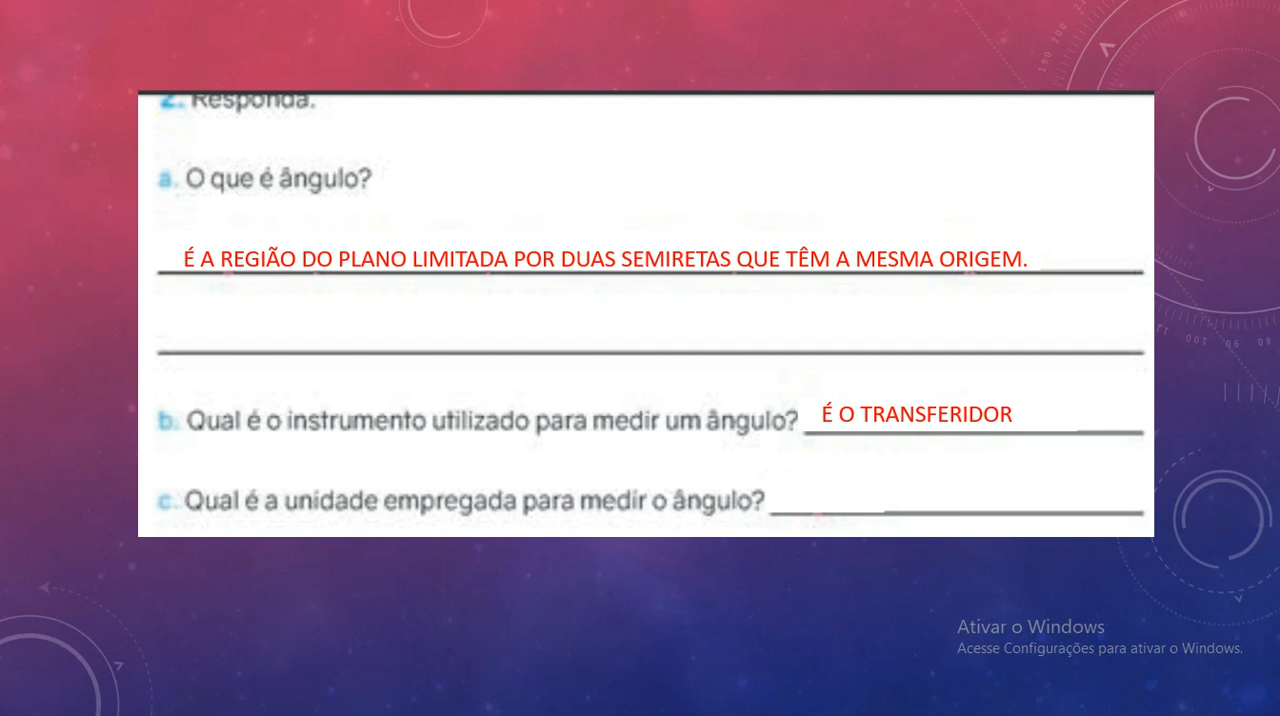 2. Responda.
a. O que é ângulo?
É A REGIÃO DO PLANO LIMITADA POR DUAS SEMIRETAS QUE TÊM A MESMA ORIGEM.
b. Qual é o instrumento utilizado para medir um ângulo? É O TRANSFERIDOR
c. Qual é a unidade empregada para medir o ângulo?
Ativar o Windows
Acesse Configurações para ativar o Windows.